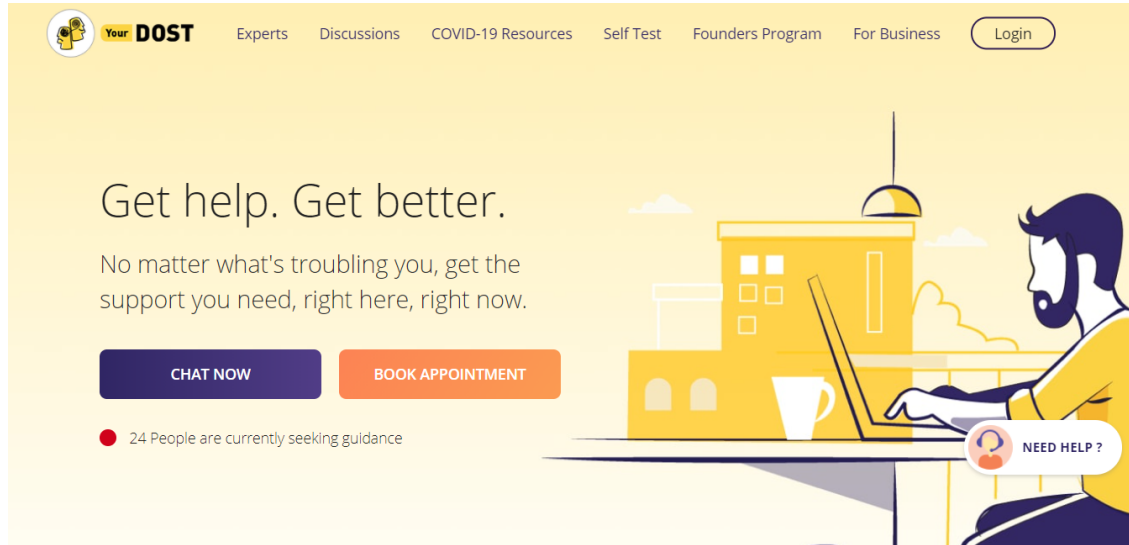 Your DOST
Experts
Discussions
COVID-19 Resources
Self Test
Founders Program
For Business
Login
Get help. Get better.
No matter what's troubling you, get the
support you need, right here, right now.
CHAT NOW
BOOK APPOINTMENT
24 People are currently seeking guidance
NEED HELP ?